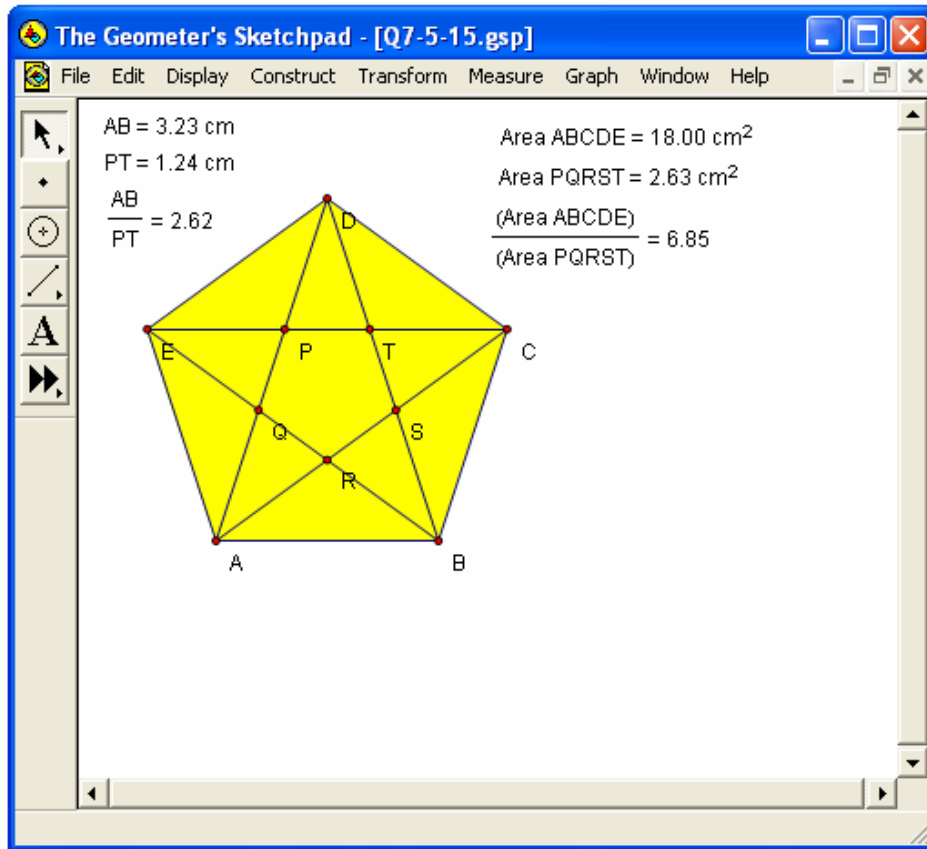 The Geometer's Sketchpad - [Q7-5-15.gsp]
File Edit Display Construct Transform Measure Graph Window Help
AB = 3.23 cm
PT = 1.24 cm
AB
PT
= 2.62
Area ABCDE = 18.00 cm²
Area PQRST = 2.63 cm²
(Area ABCDE)
(Area PQRST)
= 6.85
A
D
E P T C
Q S
R
A B